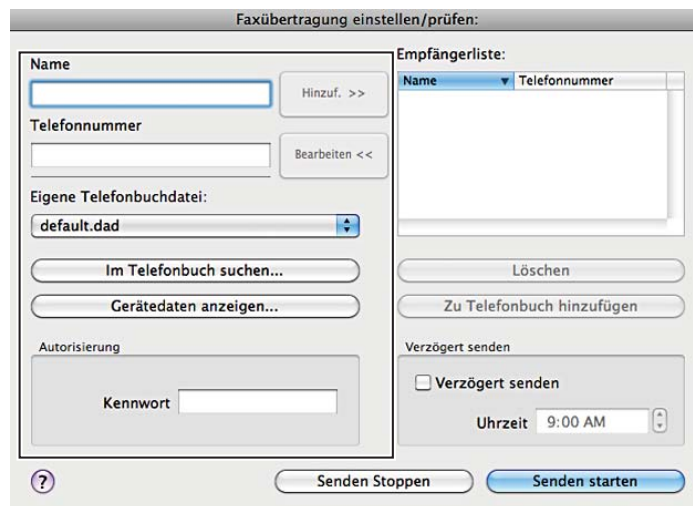 Faxübertragung einstellen/prüfen:
Name
Hinzuf. >>
Telefonnummer
Bearbeiten <<
Eigene Telefonbuchdatei:
default.dad
Im Telefonbuch suchen...
Gerätedaten anzeigen...
Autorisierung
Kennwort
Empfängerliste:
Name Telefonnummer
Löschen
Zu Telefonbuch hinzufügen
Verzögert senden
Verzögert senden
Uhrzeit 9:00 AM
?
Senden Stoppen
Senden starten